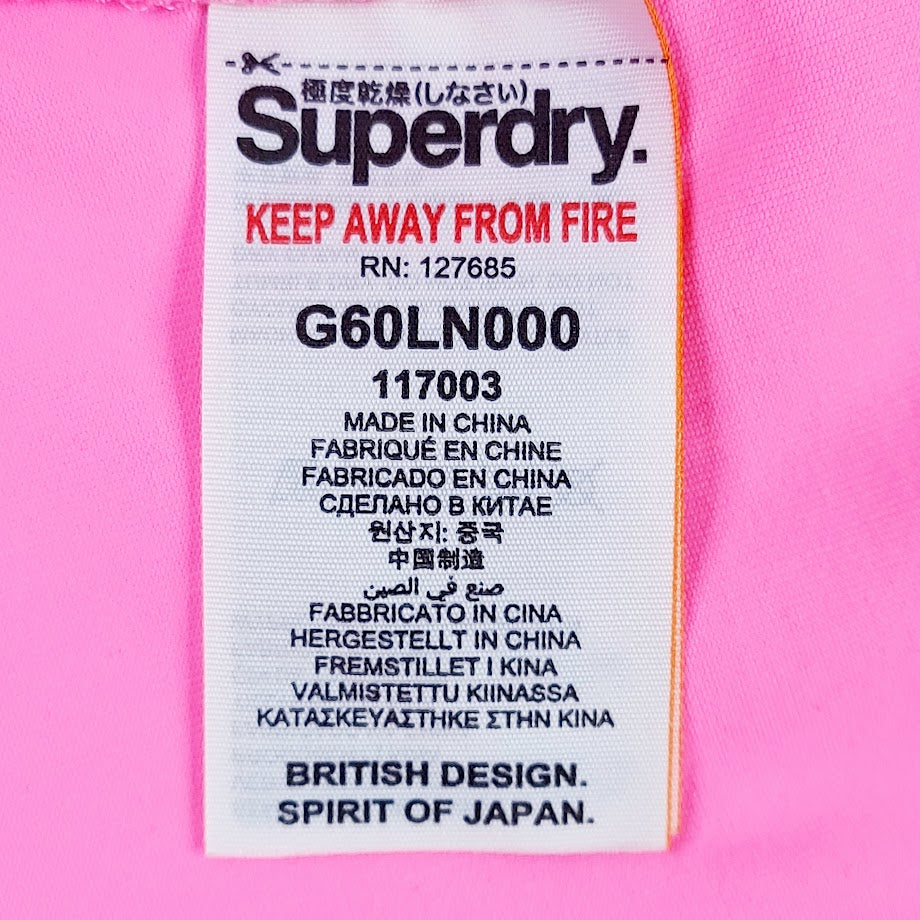 極度乾燥(しなさい)
Superdry.
KEEP AWAY FROM FIRE
RN: 127685
G60LN000
117003
MADE IN CHINA
FABRIQUÉ EN CHINE
FABRICADO EN CHINA
СДЕЛАНО В КИТАЕ
원산지: 중국
中国制造
صنع في الصين
FABBRICATO IN CINA
HERGESTELLT IN CHINA
FREMSTILLET I KINA
VALMISTETTU KIINASSA
ΚΑΤΑΣΚΕΥΑΣΤΗΚΕ ΣΤΗΝ ΚΙΝΑ
BRITISH DESIGN.
SPIRIT OF JAPAN.